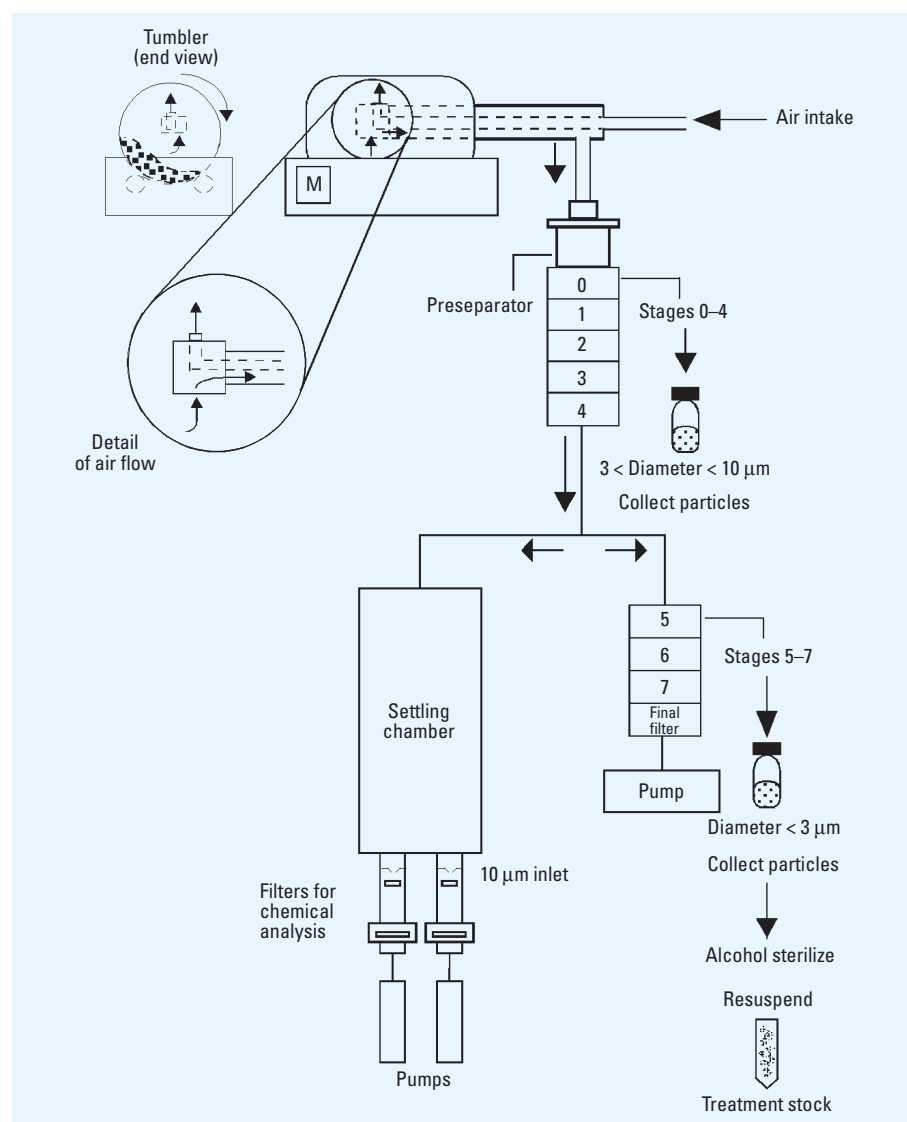 Tumbler
(end view)
Air intake
M
Preseparator
0
1
2
3
4
Stages 0–4
Detail
of air flow
3 < Diameter < 10 µm
Collect particles
5
6
7
Final
filter
Stages 5–7
Settling
chamber
Pump
Diameter < 3 µm
Collect particles
10 µm inlet
Filters for
chemical
analysis
Alcohol sterilize
Resuspend
Pumps
Treatment stock